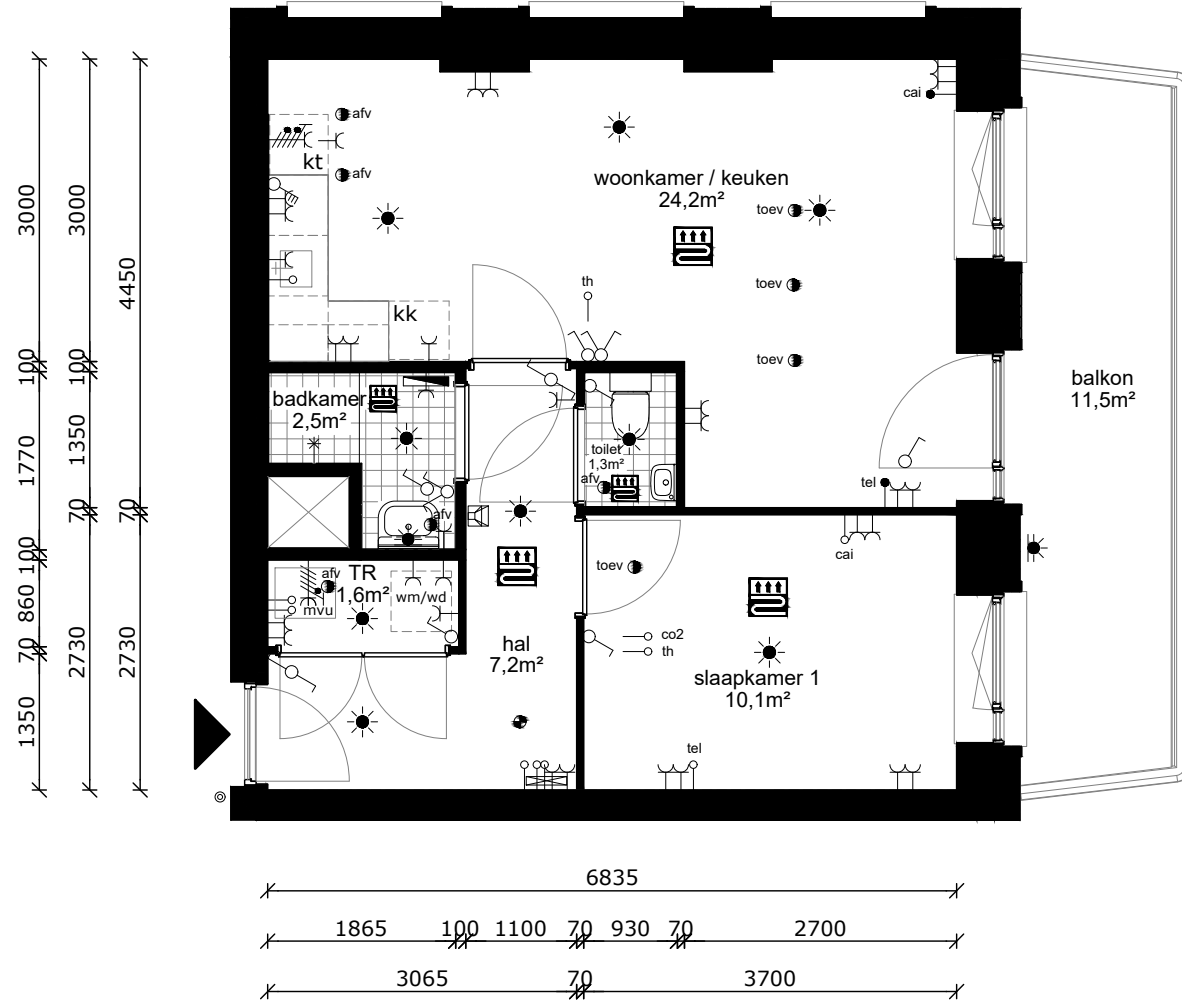 cai
afv
kt
afv
woonkamer / keuken
24,2m²
toev
toev
th
kk
toev
badkamer
2,5m²
toilet
1,3m²
afv
balkon
11,5m²
tel
afv
cai
afv
TR
1,6m²
mvu
wm/wd
toev
co2
th
hal
7,2m²
slaapkamer 1
10,1m²
tel
3000
100
1770
100
860
70
1350
3000
100
1350
70
2730
4450
70
2730
6835
1865
100
1100
70
930
70
2700
3065
70
3700